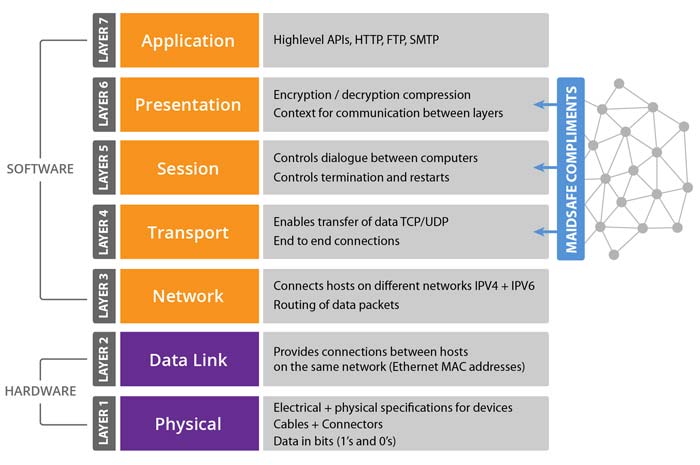 LAYER 7
Application
Highlevel APIs, HTTP, FTP, SMTP
LAYER 6
Presentation
Encryption / decryption compression
Context for communication between layers
LAYER 5
Session
Controls dialogue between computers
Controls termination and restarts
LAYER 4
Transport
Enables transfer of data TCP/UDP
End to end connections
LAYER 3
Network
Connects hosts on different networks IPV4 + IPV6
Routing of data packets
LAYER 2
Data Link
Provides connections between hosts
on the same network (Ethernet MAC addresses)
LAYER 1
Physical
Electrical + physical specifications for devices
Cables + Connectors
Data in bits (1's and 0's)
SOFTWARE
HARDWARE
MAIDSAFE COMPLIMENTS